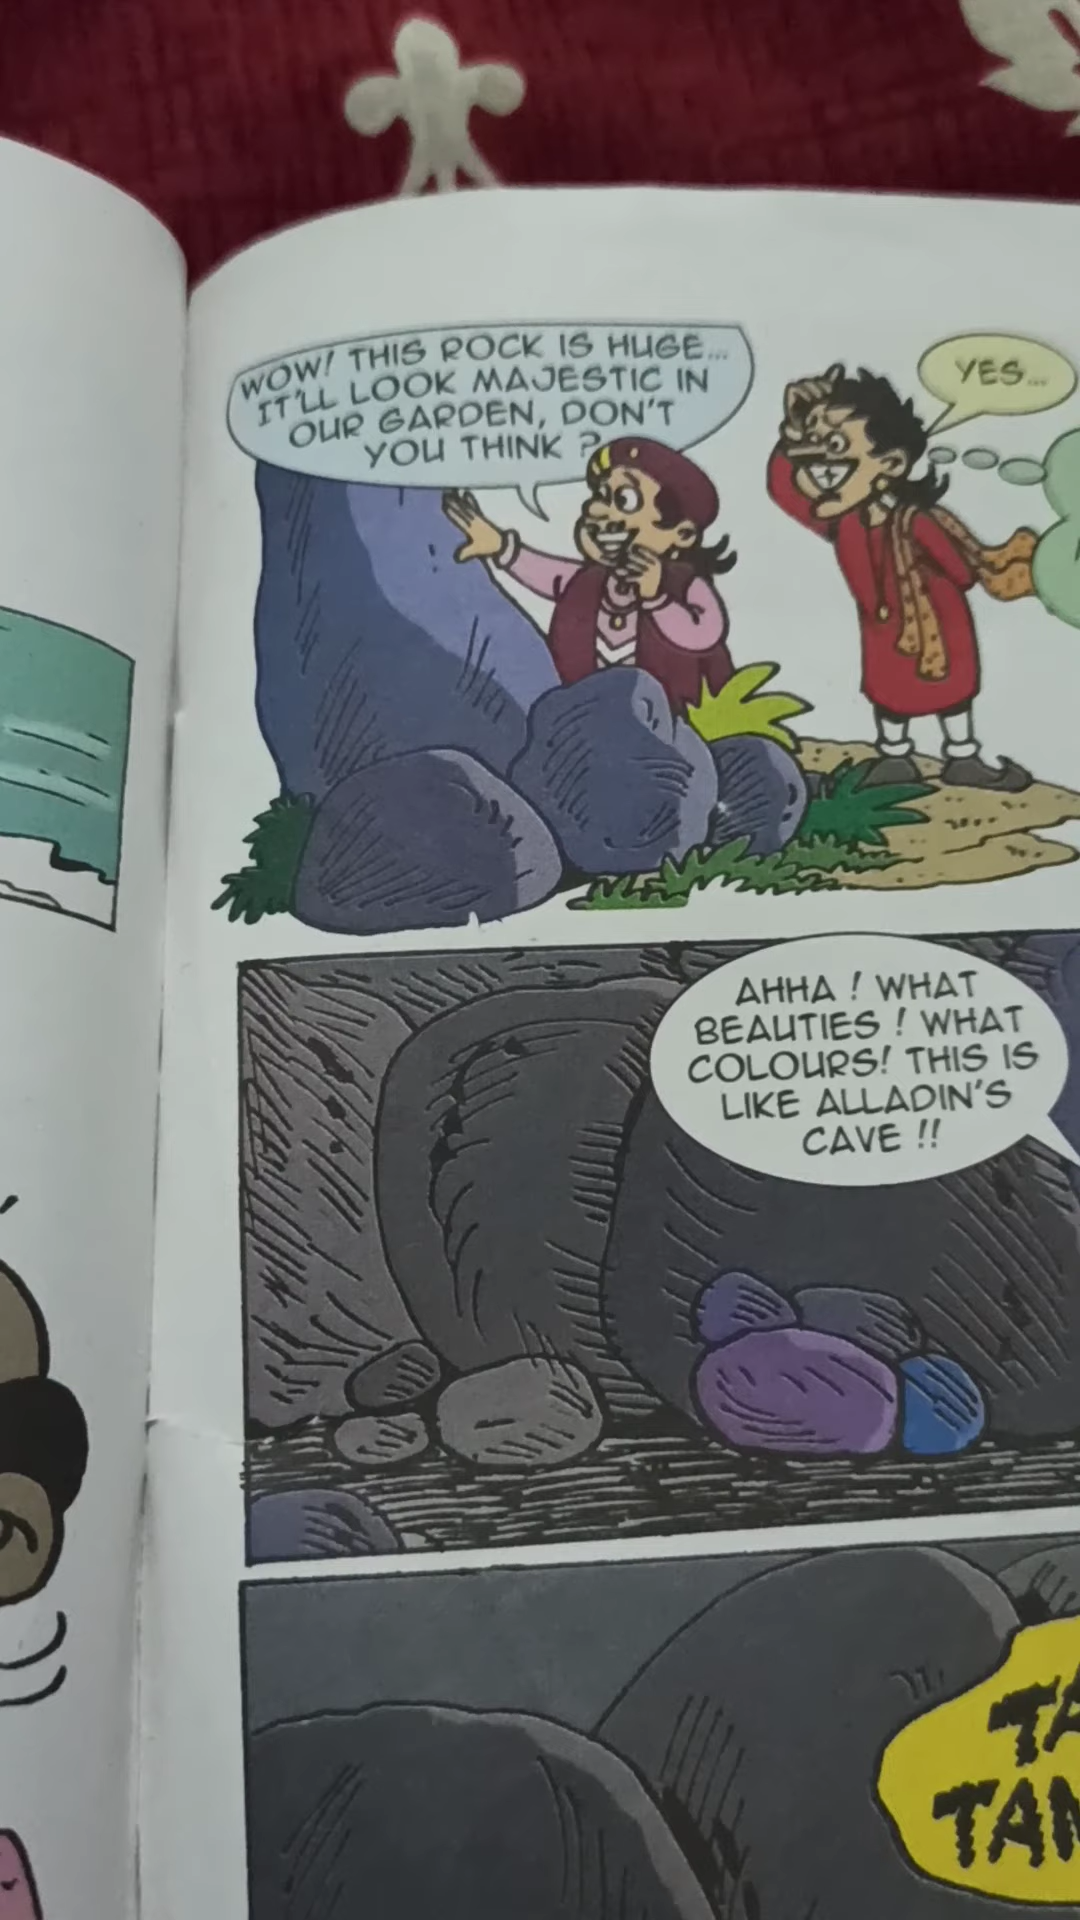 WOW! THIS ROCK IS HUGE...
IT'LL LOOK MAJESTIC IN
OUR GARDEN, DON'T
YOU THINK ?
YES...
AHHA ! WHAT
BEAUTIES ! WHAT
COLOURS! THIS IS
LIKE ALLADIN'S
CAVE !!